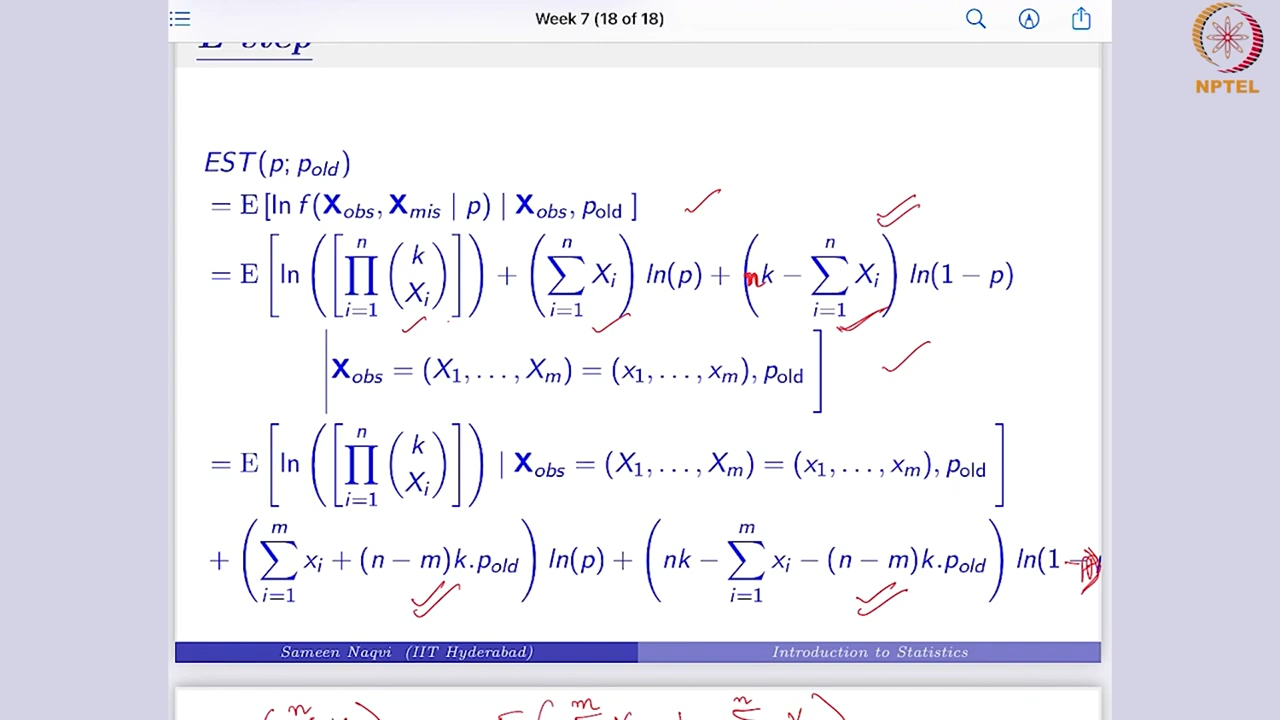 Week 7 (18 of 18)
NPTEL
E-step
EST(p; p_old)
= E [ln f(X_obs, X_mis | p) | X_obs, p_old ]
= E [ ln ( [ ∏_{i=1}^{n} (k X_i) ] ) + ( ∑_{i=1}^{n} X_i ) ln(p) + ( nk − ∑_{i=1}^{n} X_i ) ln(1 − p)
| X_obs = (X_1, . . . , X_m) = (x_1, . . . , x_m), p_old ]
= E [ ln ( [ ∏_{i=1}^{n} (k X_i) ] ) | X_obs = (X_1, . . . , X_m) = (x_1, . . . , x_m), p_old ]
+ ( ∑_{i=1}^{m} x_i + (n − m)k.p_old ) ln(p) + ( nk − ∑_{i=1}^{m} x_i − (n − m)k.p_old ) ln(1 −
Sameen Naqvi (IIT Hyderabad) Introduction to Statistics